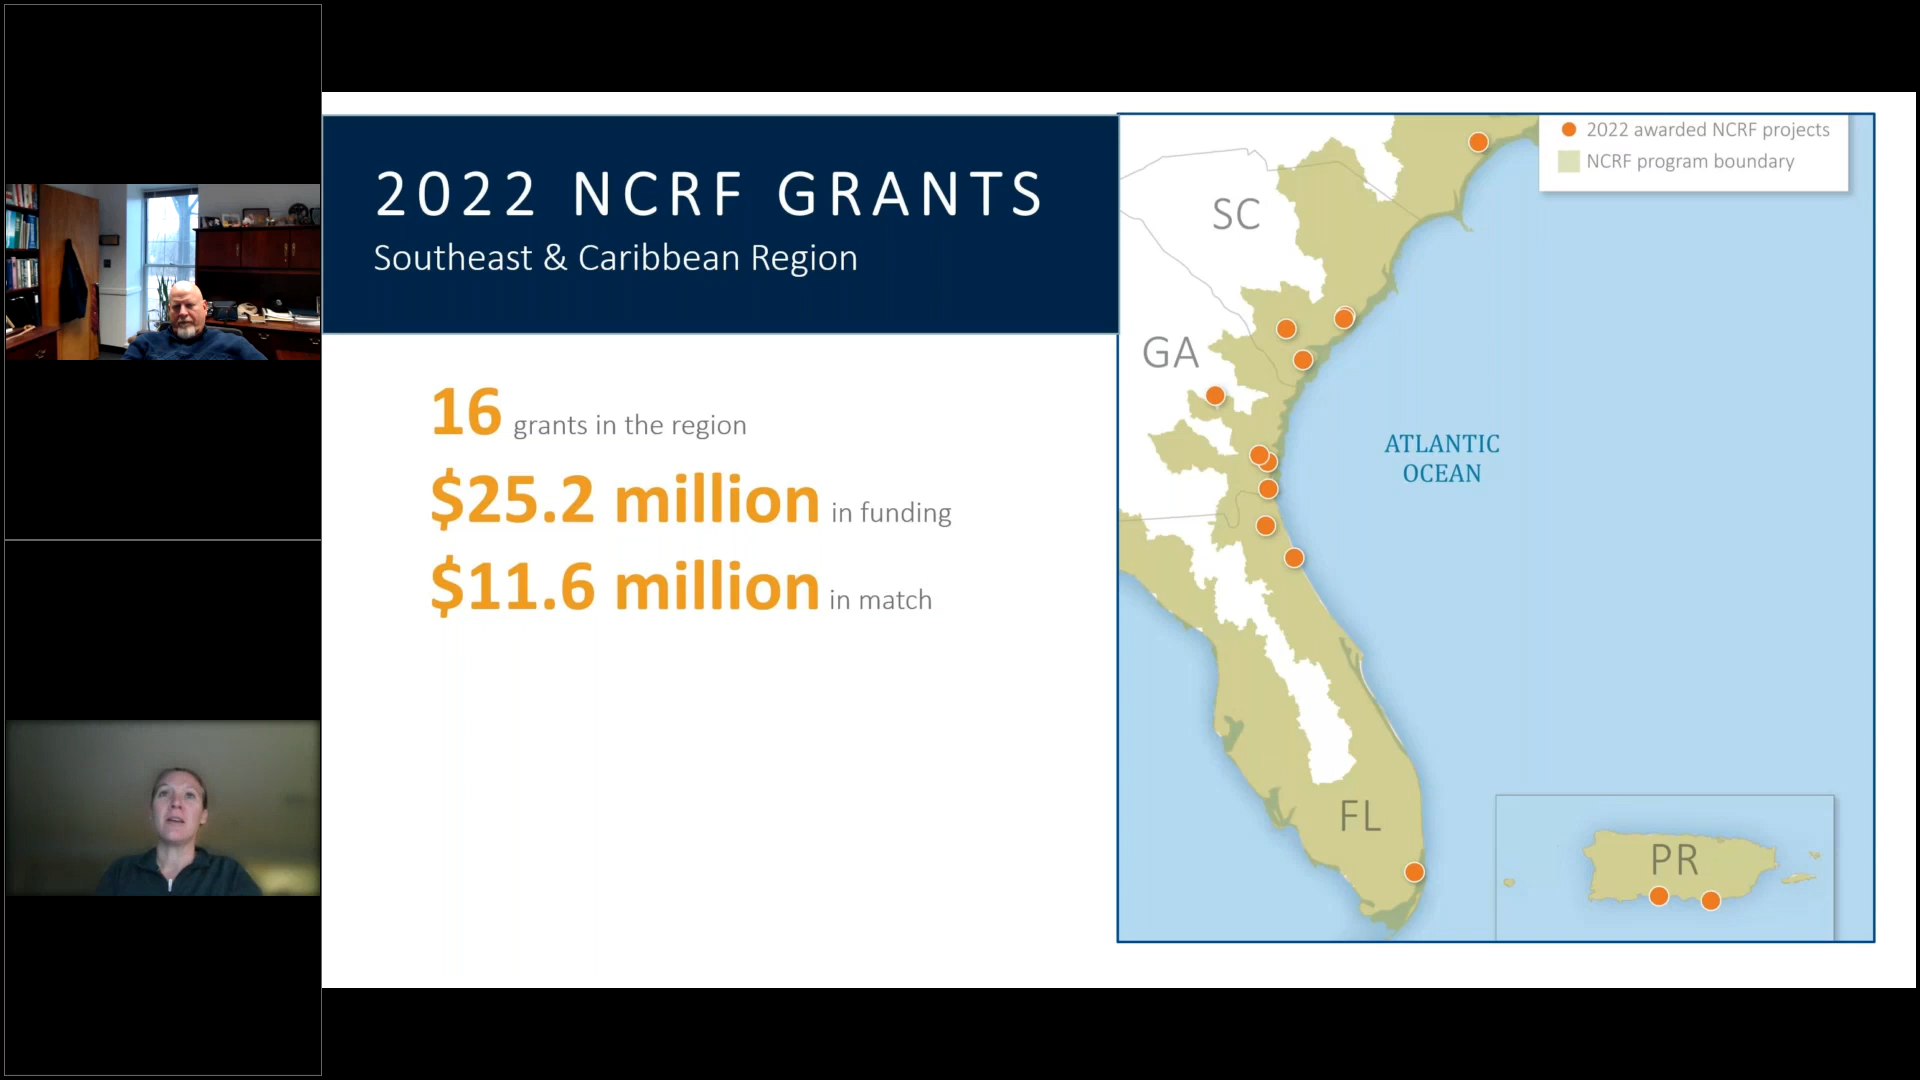 2022 NCRF GRANTS
Southeast & Caribbean Region
16 grants in the region
$25.2 million in funding
$11.6 million in match
2022 awarded NCRF projects
NCRF program boundary
SC
GA
ATLANTIC
OCEAN
FL
PR